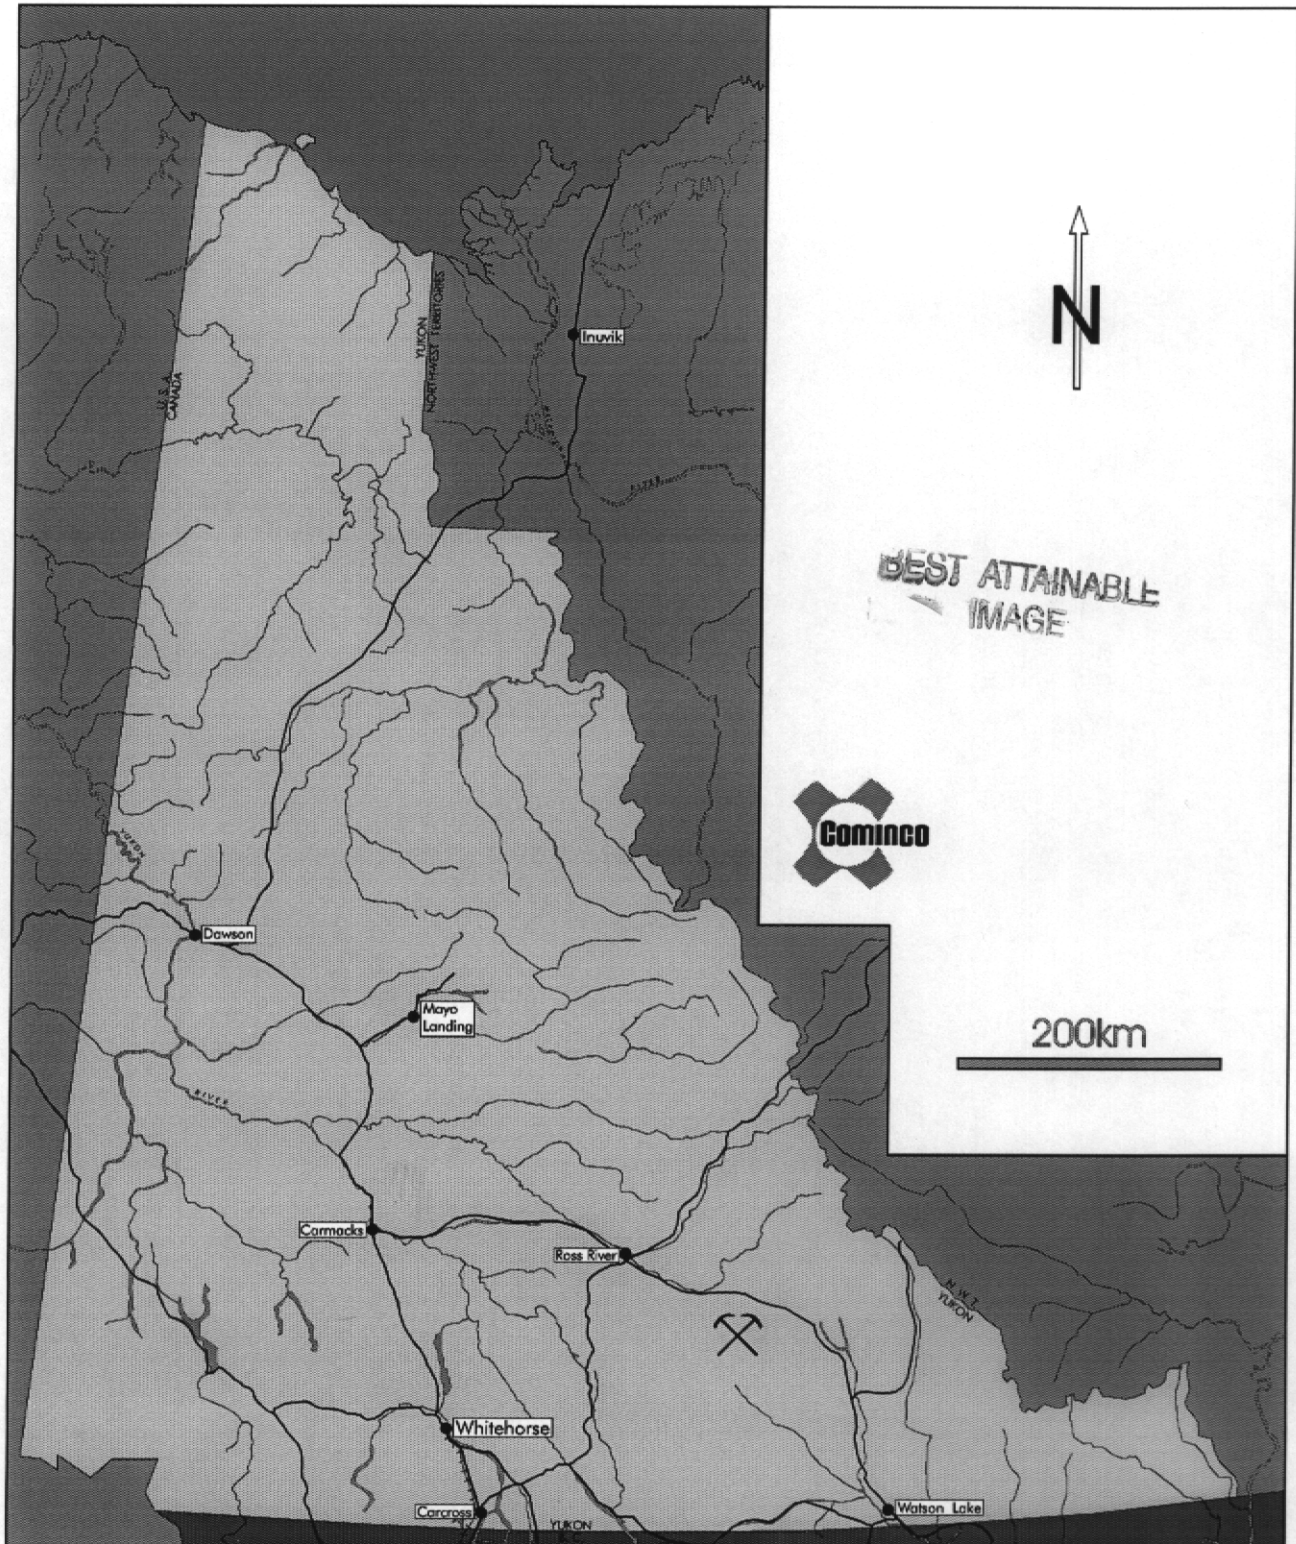 U.S.A.
CANADA
YUKON
NORTHWEST TERRITORIES
Inuvik
N
BEST ATTAINABLE
IMAGE
Cominco
YUKON
Dawson
Mayo
Landing
200km
RIVER
Carmacks
Ross River
N.W.T.
YUKON
Whitehorse
Carcross
YUKON
B.C.
Watson Lake